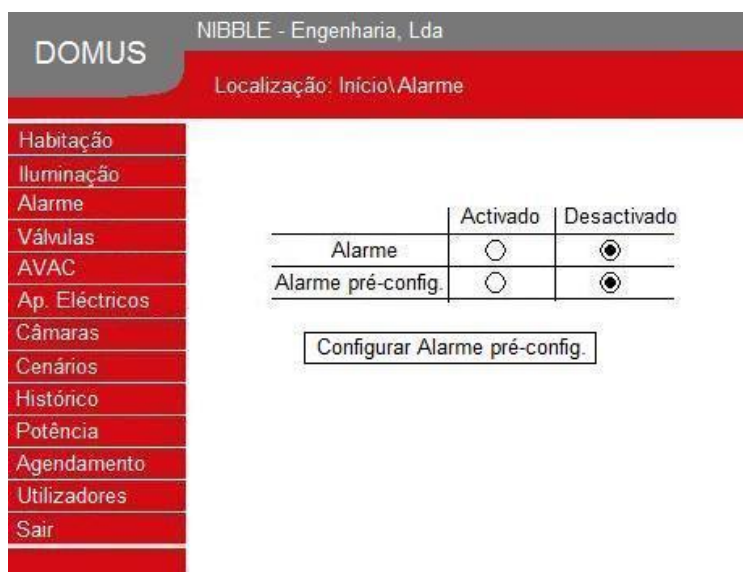 DOMUS
NIBBLE - Engenharia, Lda
Localização: Início\Alarme
Habitação
Iluminação
Alarme
Válvulas
AVAC
Ap. Eléctricos
Câmaras
Cenários
Histórico
Potência
Agendamento
Utilizadores
Sair
Activado Desactivado
Alarme
Alarme pré-config.
Configurar Alarme pré-config.